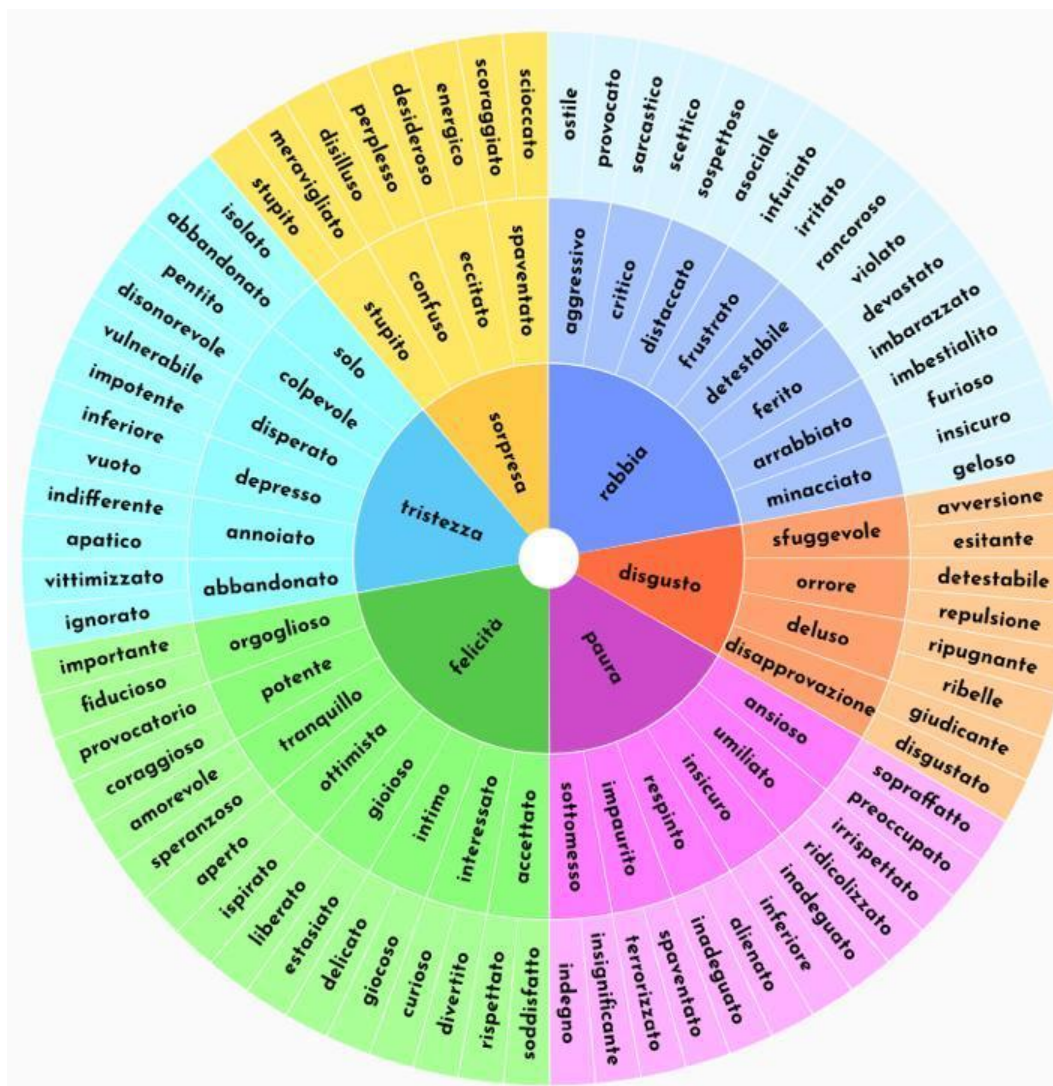 sorpresa
rabbia
disgusto
paura
felicità
tristezza
stupito
confuso
eccitato
spaventato
aggressivo
critico
distaccato
frustrato
detestabile
ferito
arrabbiato
minacciato
sfuggevole
orrore
deluso
disapprovazione
ansioso
umiliato
insicuro
respinto
impaurito
sottomesso
accettato
interessato
intimo
gioioso
ottimista
tranquillo
potente
orgoglioso
abbandonato
annoiato
depresso
disperato
colpevole
solo
stupito
meravigliato
disilluso
perplesso
desideroso
energico
scoraggiato
scioccato
ostile
provocato
sarcastico
scettico
sospettoso
asociale
infuriato
irritato
rancoroso
violato
devastato
imbarazzato
imbestialito
furioso
insicuro
geloso
avversione
esitante
detestabile
repulsione
ripugnante
ribelle
giudicante
disgustato
sopraffatto
preoccupato
irrispettato
ridicolizzato
inadeguato
inferiore
alienato
inadeguato
spaventato
terrorizzato
insignificante
indegno
soddisfatto
rispettato
divertito
curioso
giocoso
delicato
estasiato
liberato
ispirato
aperto
speranzoso
amorevole
coraggioso
provocatorio
fiducioso
importante
ignorato
vittimizzato
apatico
indifferente
vuoto
inferiore
impotente
vulnerabile
disonorevole
pentito
abbandonato
isolato